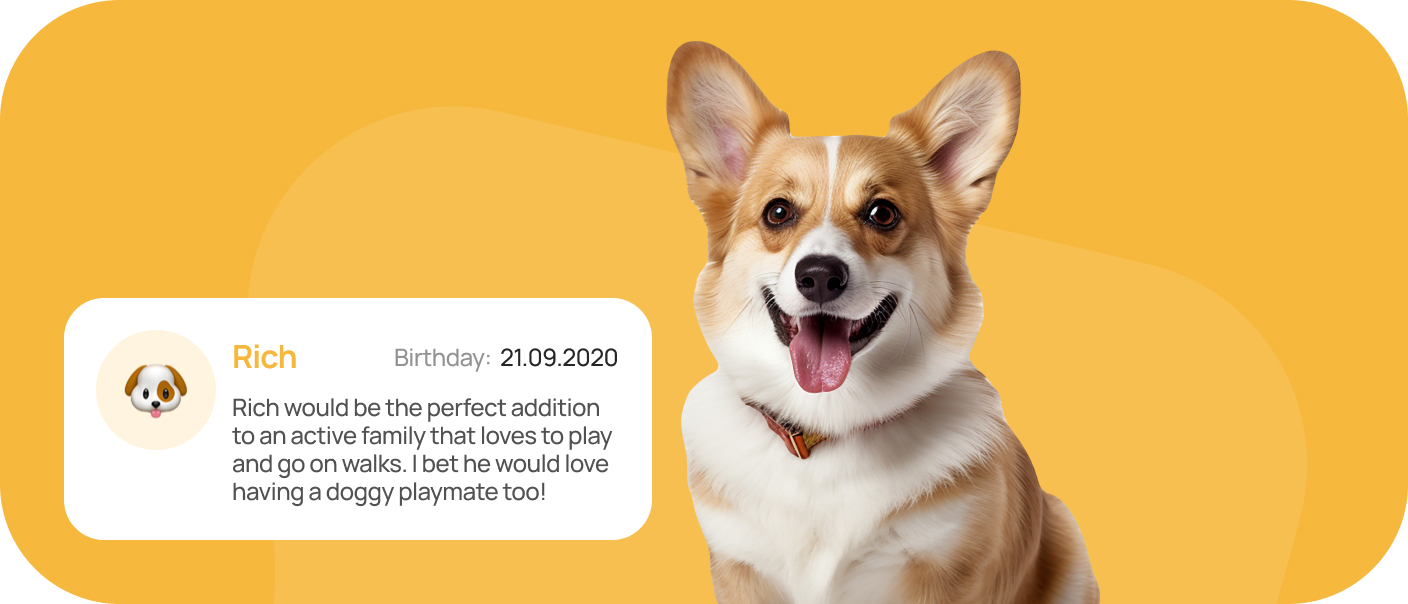 Rich
Birthday: 21.09.2020
Rich would be the perfect addition
to an active family that loves to play
and go on walks. I bet he would love
having a doggy playmate too!